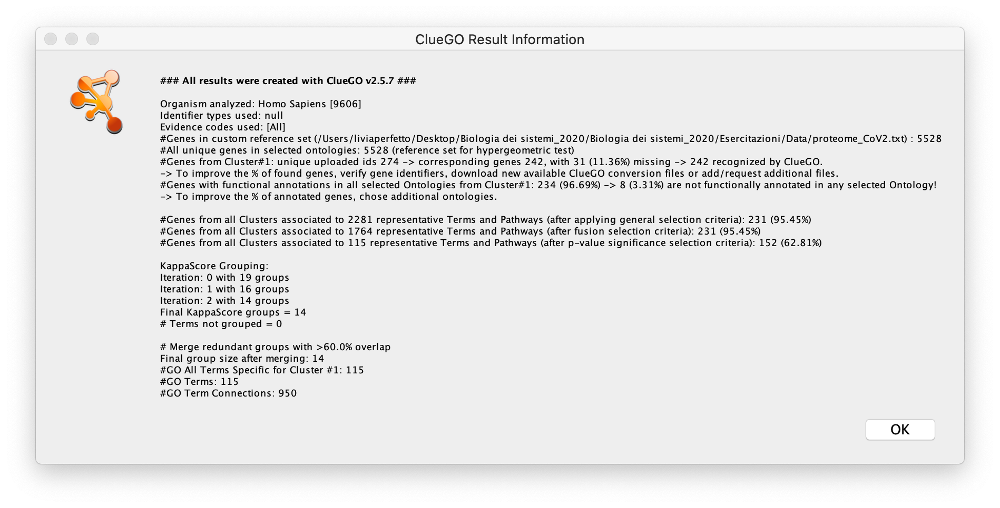 ClueGO Result Information
### All results were created with ClueGO v2.5.7 ###
Organism analyzed: Homo Sapiens [9606]
Identifier types used: null
Evidence codes used: [All]
#Genes in custom reference set (/Users/liviaperfetto/Desktop/Biologia dei sistemi_2020/Biologia dei sistemi_2020/Esercitazioni/Data/proteome_CoV2.txt) : 5528
#All unique genes in selected ontologies: 5528 (reference set for hypergeometric test)
#Genes from Cluster#1: unique uploaded ids 274 -> corresponding genes 242, with 31 (11.36%) missing -> 242 recognized by ClueGO.
-> To improve the % of found genes, verify gene identifiers, download new available ClueGO conversion files or add/request additional files.
#Genes with functional annotations in all selected Ontologies from Cluster#1: 234 (96.69%) -> 8 (3.31%) are not functionally annotated in any selected Ontology!
-> To improve the % of annotated genes, chose additional ontologies.
#Genes from all Clusters associated to 2281 representative Terms and Pathways (after applying general selection criteria): 231 (95.45%)
#Genes from all Clusters associated to 1764 representative Terms and Pathways (after fusion selection criteria): 231 (95.45%)
#Genes from all Clusters associated to 115 representative Terms and Pathways (after p-value significance selection criteria): 152 (62.81%)
KappaScore Grouping:
Iteration: 0 with 19 groups
Iteration: 1 with 16 groups
Iteration: 2 with 14 groups
Final KappaScore groups = 14
# Terms not grouped = 0
# Merge redundant groups with >60.0% overlap
Final group size after merging: 14
#GO All Terms Specific for Cluster #1: 115
#GO Terms: 115
#GO Term Connections: 950
OK